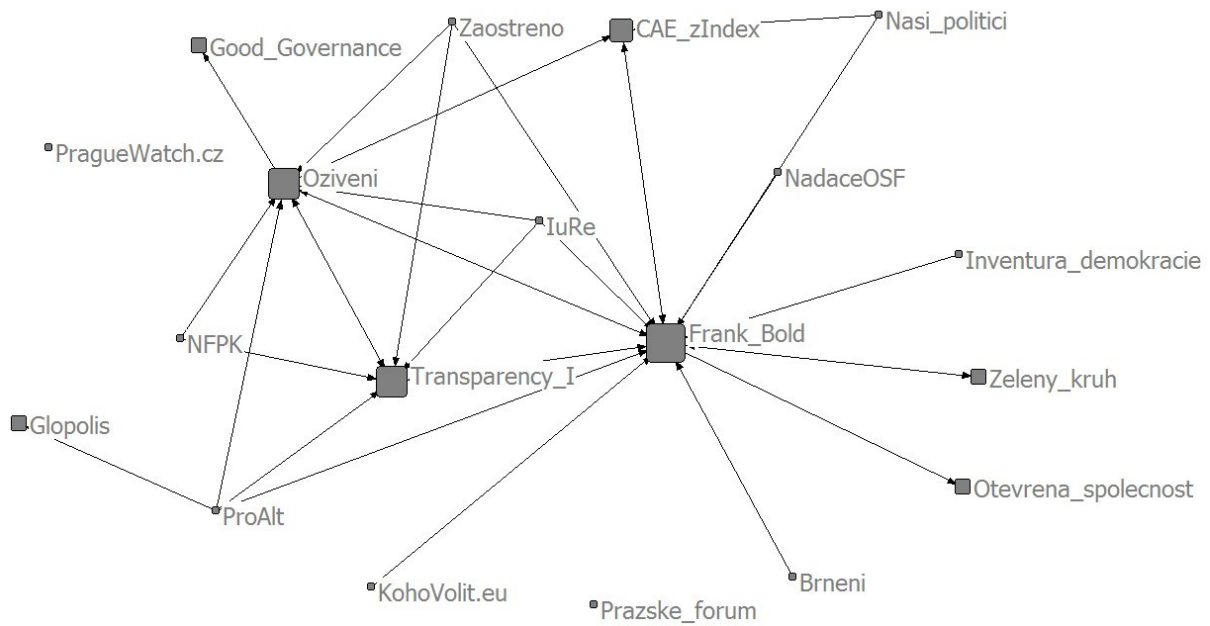 Zaostreno
CAE_zIndex
Nasi_politici
Good_Governance
PragueWatch.cz
Oziveni
NadaceOSF
IuRe
Inventura_demokracie
Frank_Bold
NFPK
Transparency_I
Zeleny_kruh
Glopolis
Otevrena_spolecnost
ProAlt
KohoVolit.eu
Brneni
Prazske_forum